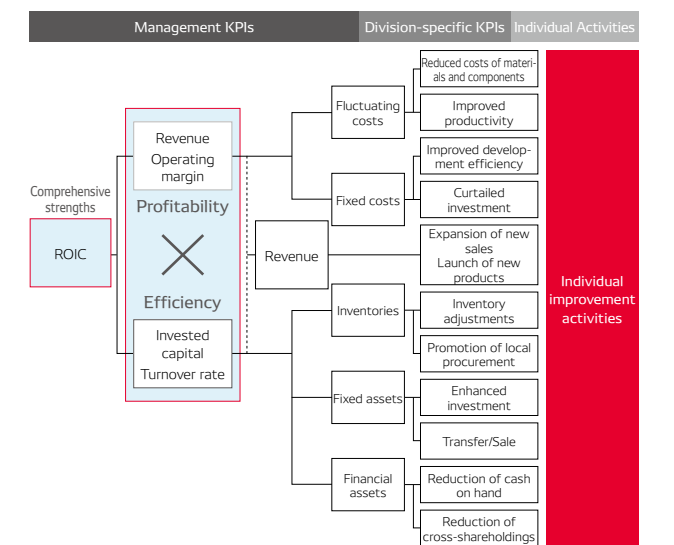 Management KPIs
Division-specific KPIs
Individual Activities
Comprehensive
strengths
ROIC
Revenue
Operating
margin
Profitability
Efficiency
Invested
capital
Turnover rate
Revenue
Fluctuating
costs
Fixed costs
Inventories
Fixed assets
Financial
assets
Reduced costs of materi-
als and components
Improved
productivity
Improved develop-
ment efficiency
Curtailed
investment
Expansion of new
sales
Launch of new
products
Inventory
adjustments
Promotion of local
procurement
Enhanced
investment
Transfer/Sale
Reduction of cash
on hand
Reduction of
cross-shareholdings
Individual
improvement
activities